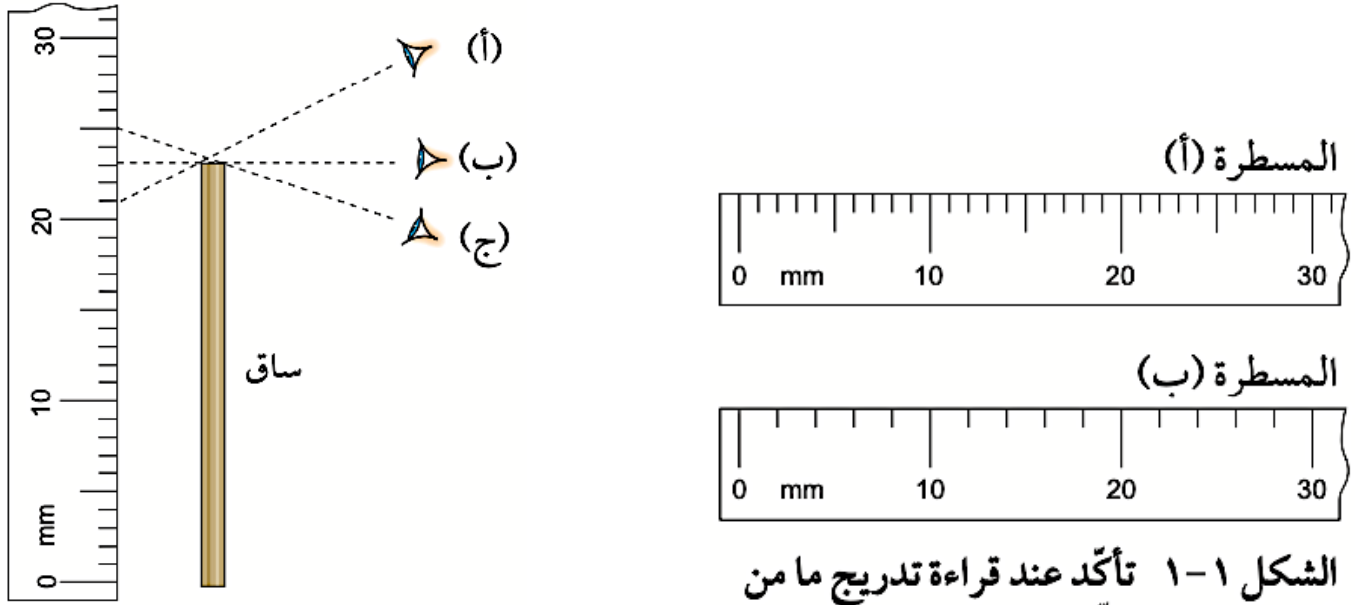 30
20
10
mm
0
(أ)
(ب)
(ج)
ساق
المسطرة (أ)
0 mm 10 20 30
المسطرة (ب)
0 mm 10 20 30
الشكل ١-١ تأكّد عند قراءة تدريج ما من